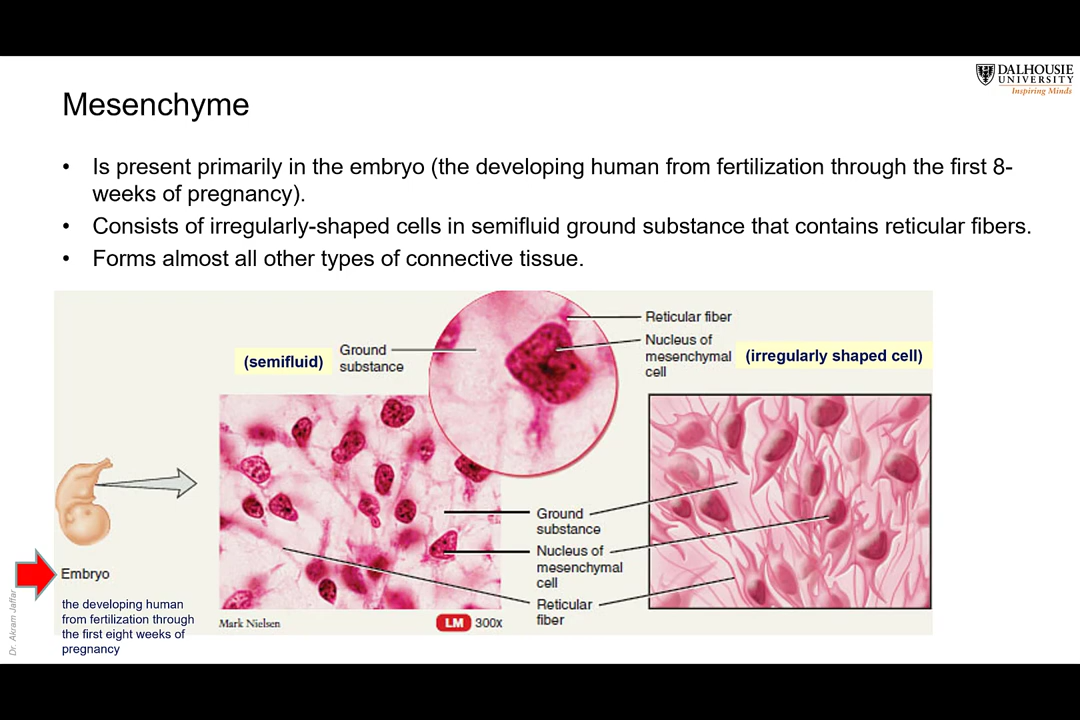 DALHOUSIE
UNIVERSITY
Inspiring Minds
Mesenchyme
• Is present primarily in the embryo (the developing human from fertilization through the first 8-
weeks of pregnancy).
• Consists of irregularly-shaped cells in semifluid ground substance that contains reticular fibers.
• Forms almost all other types of connective tissue.
(semifluid)
Ground
substance
Reticular fiber
Nucleus of
mesenchymal
cell
(irregularly shaped cell)
Ground
substance
Nucleus of
mesenchymal
cell
Reticular
fiber
Embryo
the developing human
from fertilization through
the first eight weeks of
pregnancy
Mark Nielsen
LM 300x
Dr. Akram Jaffar